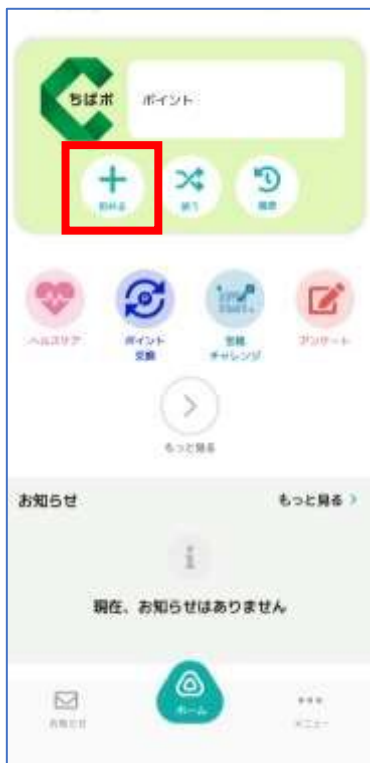 ちばポ
ポイント
貯める
使う
履歴
ヘルスケア
ポイント
交換
アンケート
チャレンジ
もっと見る
お知らせ
もっと見る
現在、お知らせはありません
お知らせ
ホーム
メニュー